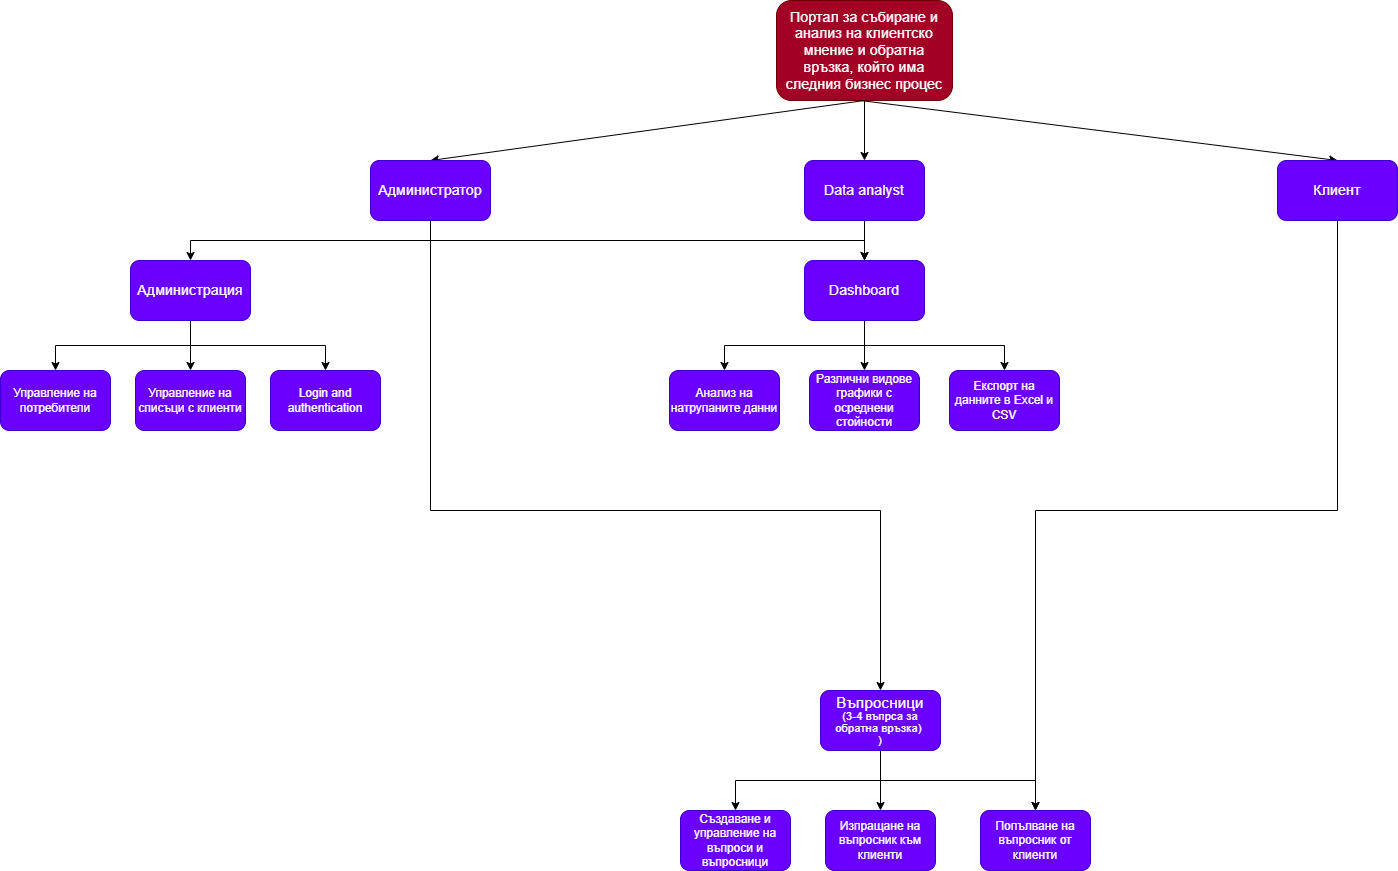 Портал за събиране и
анализ на клиентско
мнение и обратна
връзка, който има
следния бизнес процес
Администратор
Data analyst
Клиент
Администрация
Dashboard
Управление на
потребители
Управление на
списъци с клиенти
Login and
authentication
Анализ на
натрупаните данни
Различни видове
графики с
осреднени
стойности
Експорт на
данните в Excel и
CSV
Въпросници
(3-4 въпрса за
обратна връзка)
)
Създаване и
управление на
въпроси и
въпросници
Изпращане на
въпросник към
клиенти
Попълване на
въпросник от
клиенти